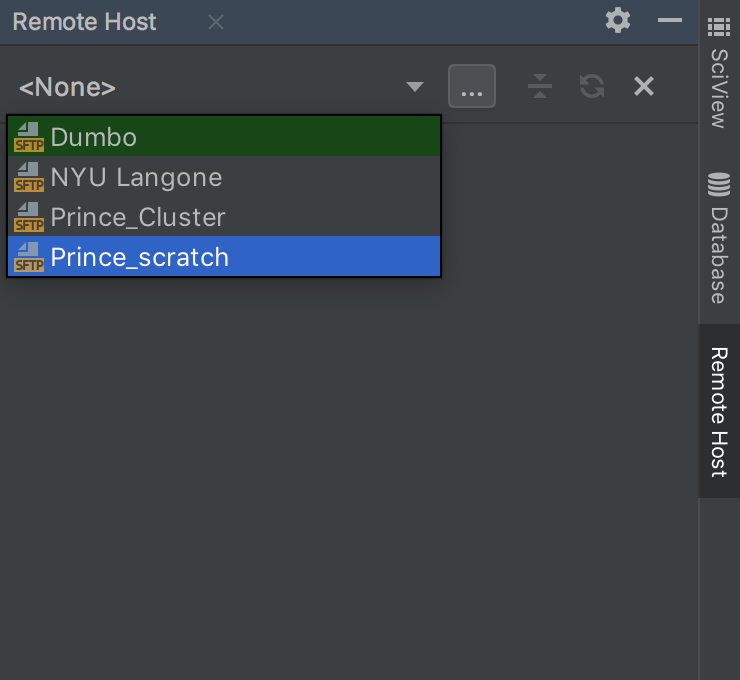 Remote Host
<None>
...
SFTP Dumbo
SFTP NYU Langone
SFTP Prince_Cluster
SFTP Prince_scratch
SciView
Database
Remote Host